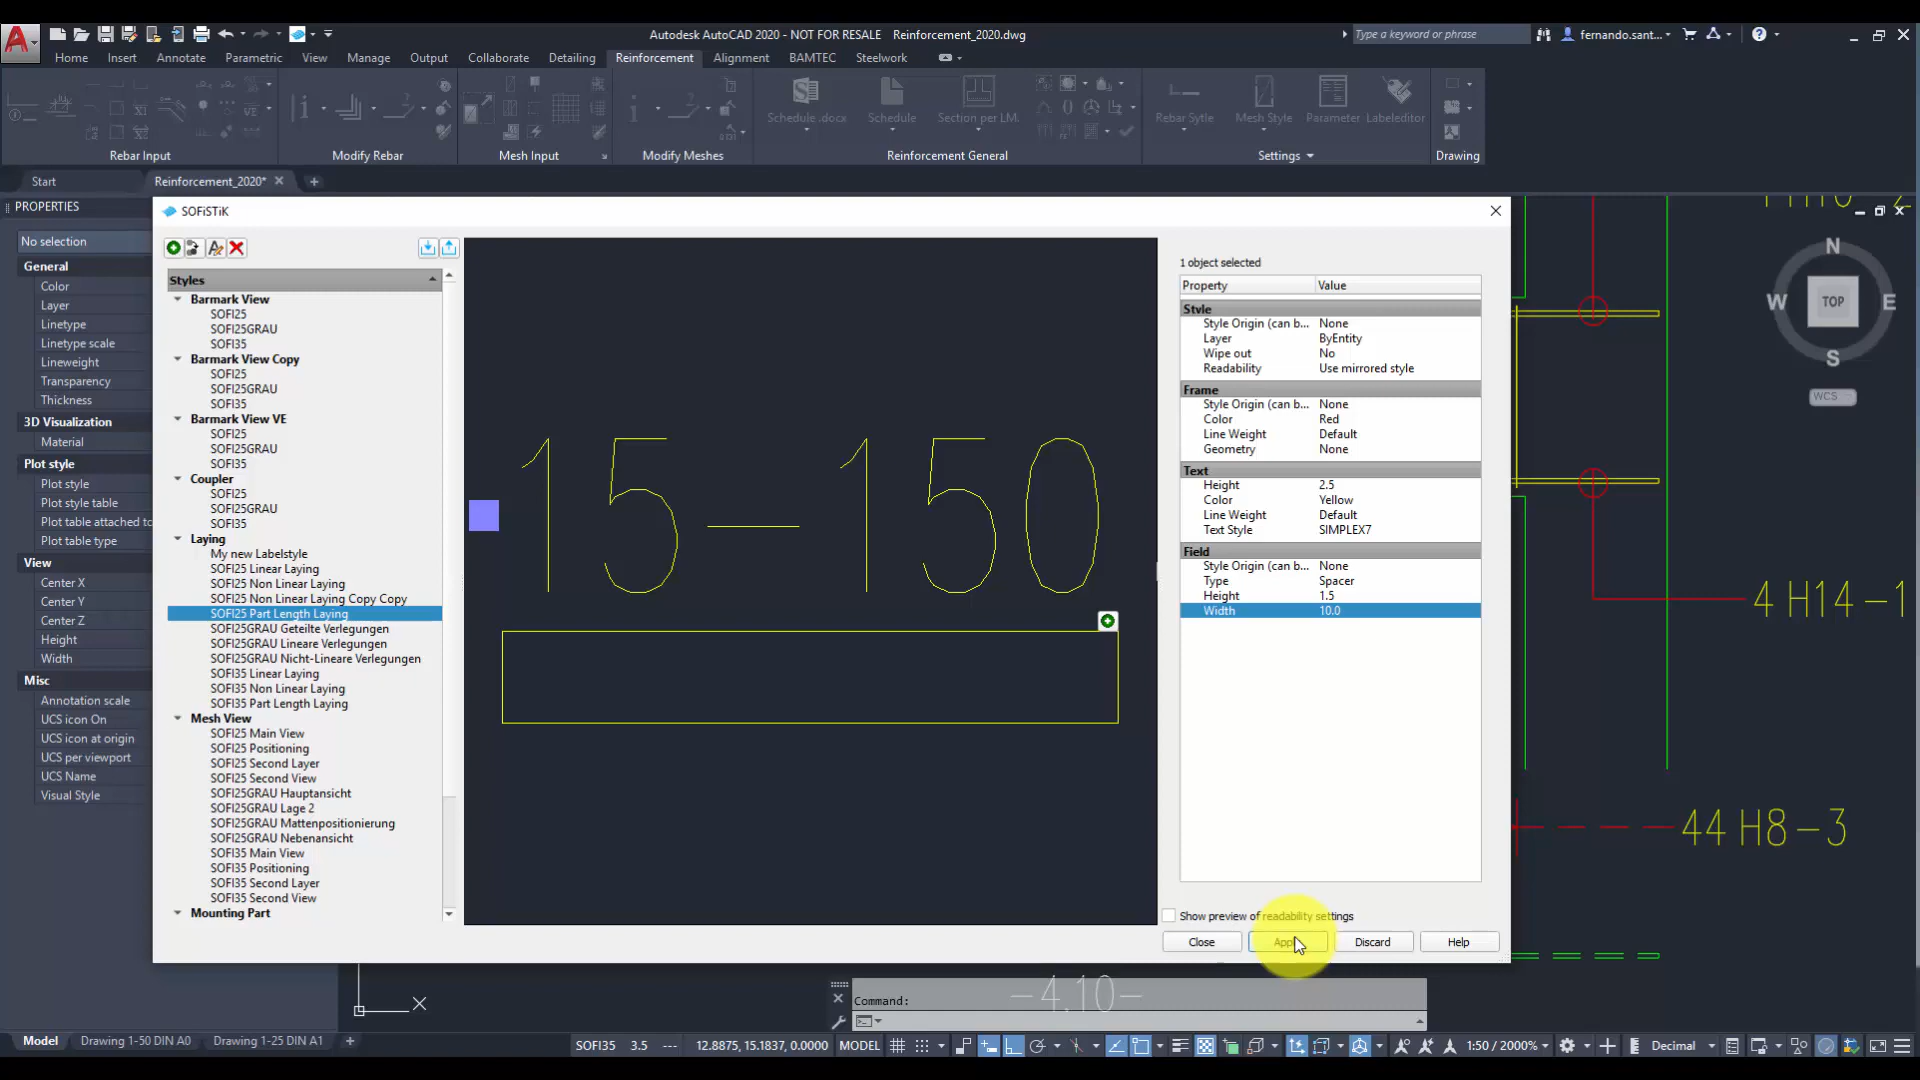 Autodesk AutoCAD 2020 - NOT FOR RESALE Reinforcement_2020.dwg
Type a keyword or phrase
fernando.sant...
Home Insert Annotate Parametric View Manage Output Collaborate Detailing Reinforcement Alignment BAMTEC Steelwork
Schedule .docx Schedule Section per LM. Rebar Sytle Mesh Style Parameter Labeleditor
Rebar Input Modify Rebar Mesh Input Modify Meshes Reinforcement General Settings Drawing
Start Reinforcement_2020*
PROPERTIES
No selection
General
Color
Layer
Linetype
Linetype scale
Lineweight
Transparency
Thickness
3D Visualization
Material
Plot style
Plot style
Plot style table
Plot table attached to
Plot table type
View
Center X
Center Y
Center Z
Height
Width
Misc
Annotation scale
UCS icon On
UCS icon at origin
UCS per viewport
UCS Name
Visual Style
SOFiSTiK
Styles
Barmark View
SOFI25
SOFI25GRAU
SOFI35
Barmark View Copy
SOFI25
SOFI25GRAU
SOFI35
Barmark View VE
SOFI25
SOFI25GRAU
SOFI35
Coupler
SOFI25
SOFI25GRAU
SOFI35
Laying
My new Labelstyle
SOFI25 Linear Laying
SOFI25 Non Linear Laying
SOFI25 Non Linear Laying Copy Copy
SOFI25 Part Length Laying
SOFI25GRAU Geteilte Verlegungen
SOFI25GRAU Lineare Verlegungen
SOFI25GRAU Nicht-Lineare Verlegungen
SOFI35 Linear Laying
SOFI35 Non Linear Laying
SOFI35 Part Length Laying
Mesh View
SOFI25 Main View
SOFI25 Positioning
SOFI25 Second Layer
SOFI25 Second View
SOFI25GRAU Hauptansicht
SOFI25GRAU Lage 2
SOFI25GRAU Mattenpositionierung
SOFI25GRAU Nebenansicht
SOFI35 Main View
SOFI35 Positioning
SOFI35 Second Layer
SOFI35 Second View
Mounting Part
15-150
1 object selected
Property Value
Style
Style Origin (can b... None
Layer ByEntity
Wipe out No
Readability Use mirrored style
Frame
Style Origin (can b... None
Color Red
Line Weight Default
Geometry None
Text
Height 2.5
Color Yellow
Line Weight Default
Text Style SIMPLEX7
Field
Style Origin (can b... None
Type Spacer
Height 1.5
Width 10.0
Show preview of readability settings
Close Discard Help
N
W TOP E
S
WCS
4 H14-1
44 H8-3
X
-4.10-
Command:
Model Drawing 1-50 DIN A0 Drawing 1-25 DIN A1
SOFI35 3.5 --- 12.8875, 15.1837, 0.0000 MODEL 1:50 / 2000% Decimal